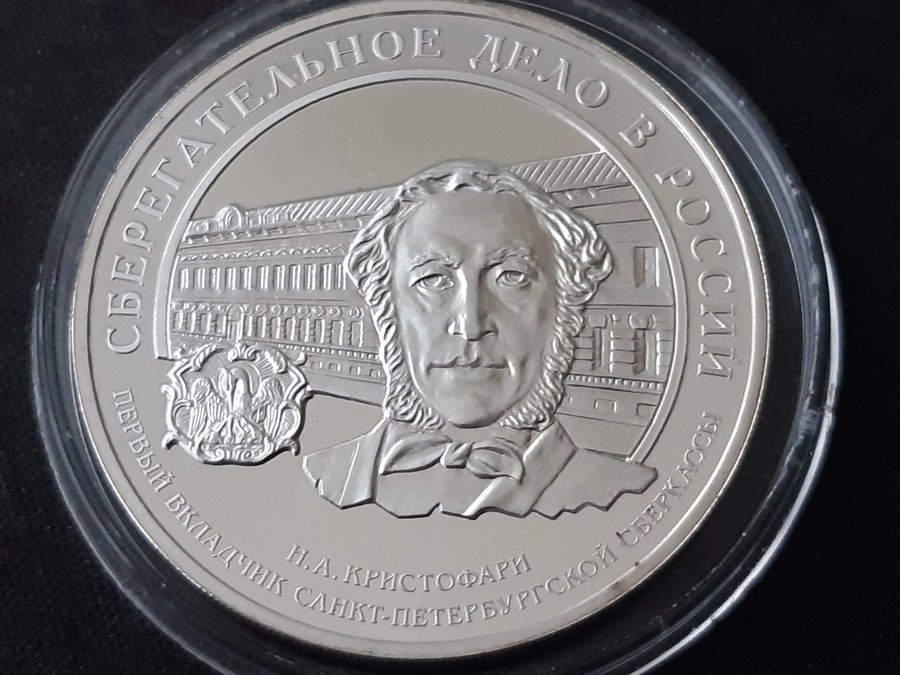 СБЕРЕГАТЕЛЬНОЕ ДЕЛО В РОССИИ
Н. А. КРИСТОФАРИ
ПЕРВЫЙ ВКЛАДЧИК САНКТ-ПЕТЕРБУРГСКОЙ СБЕРКАССЫ